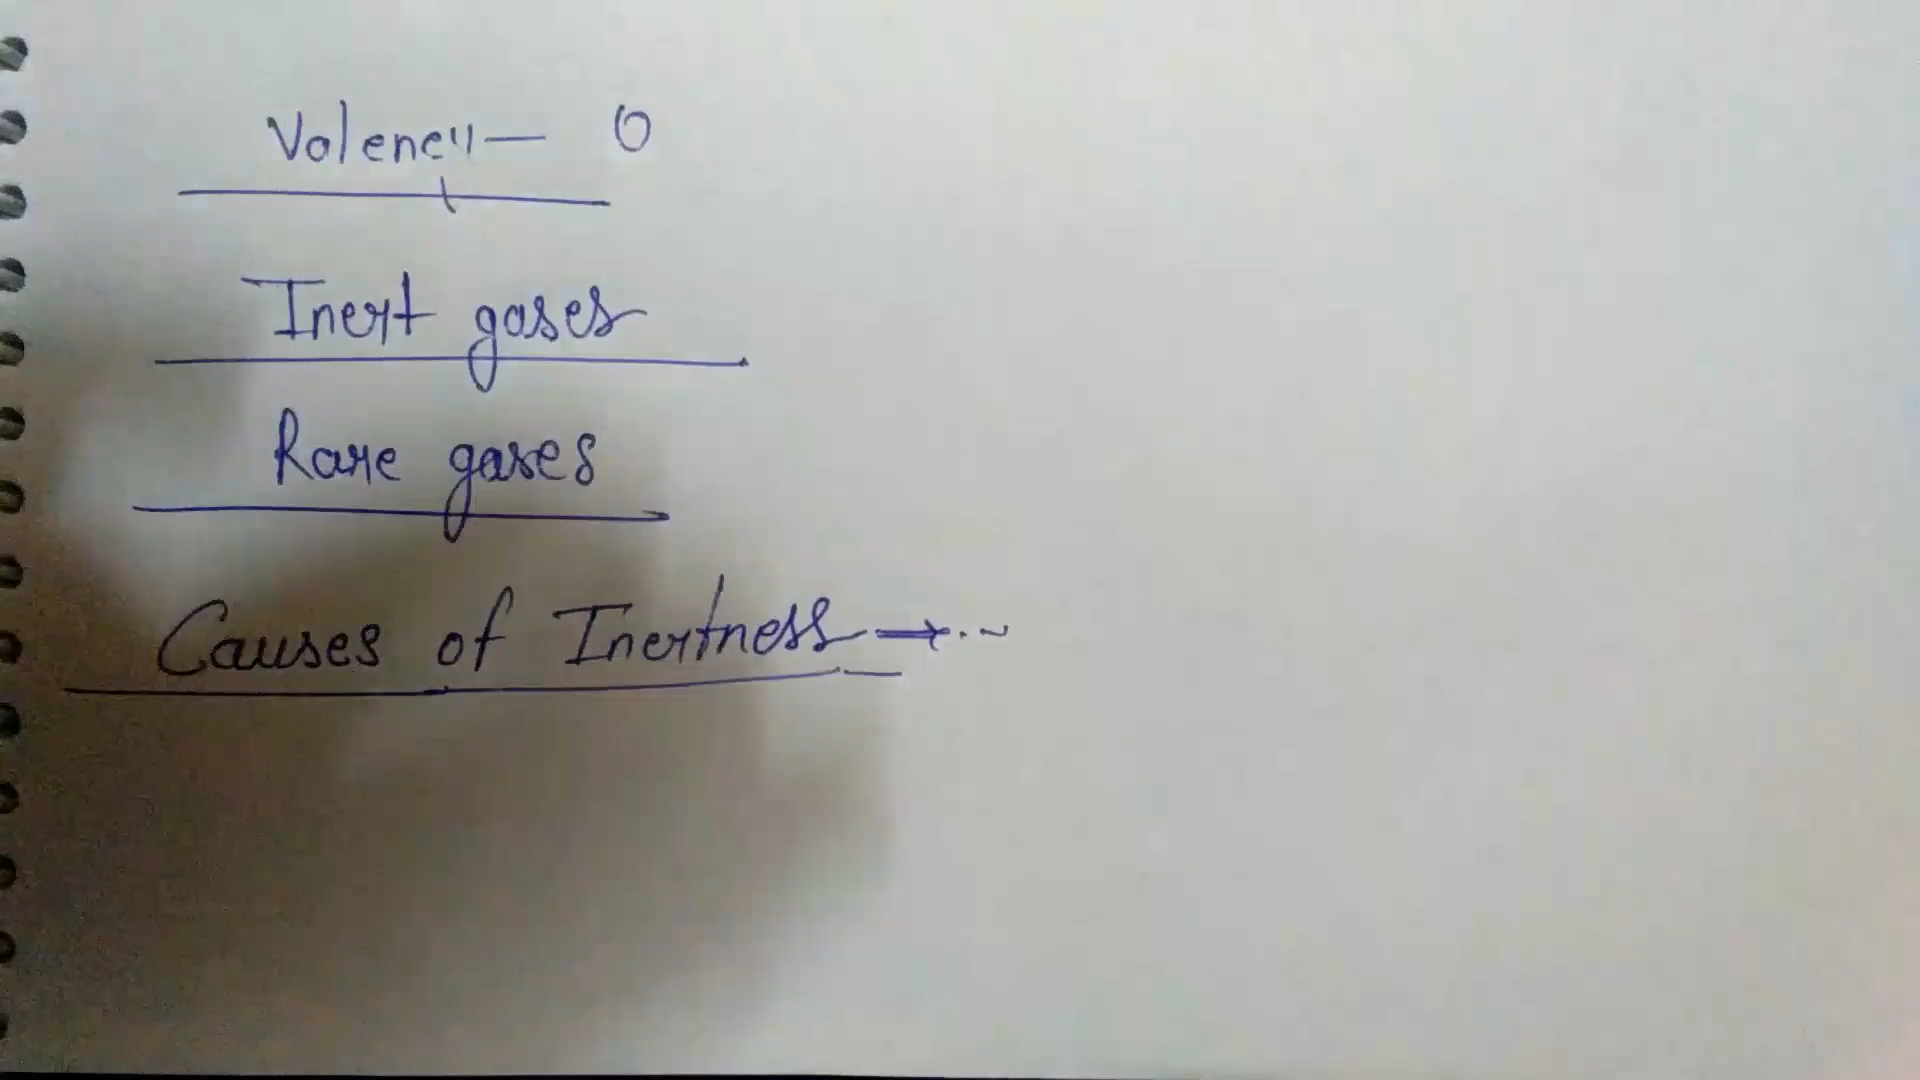 Valency — 0
Inert gases
Rare gases
Causes of Inertness →